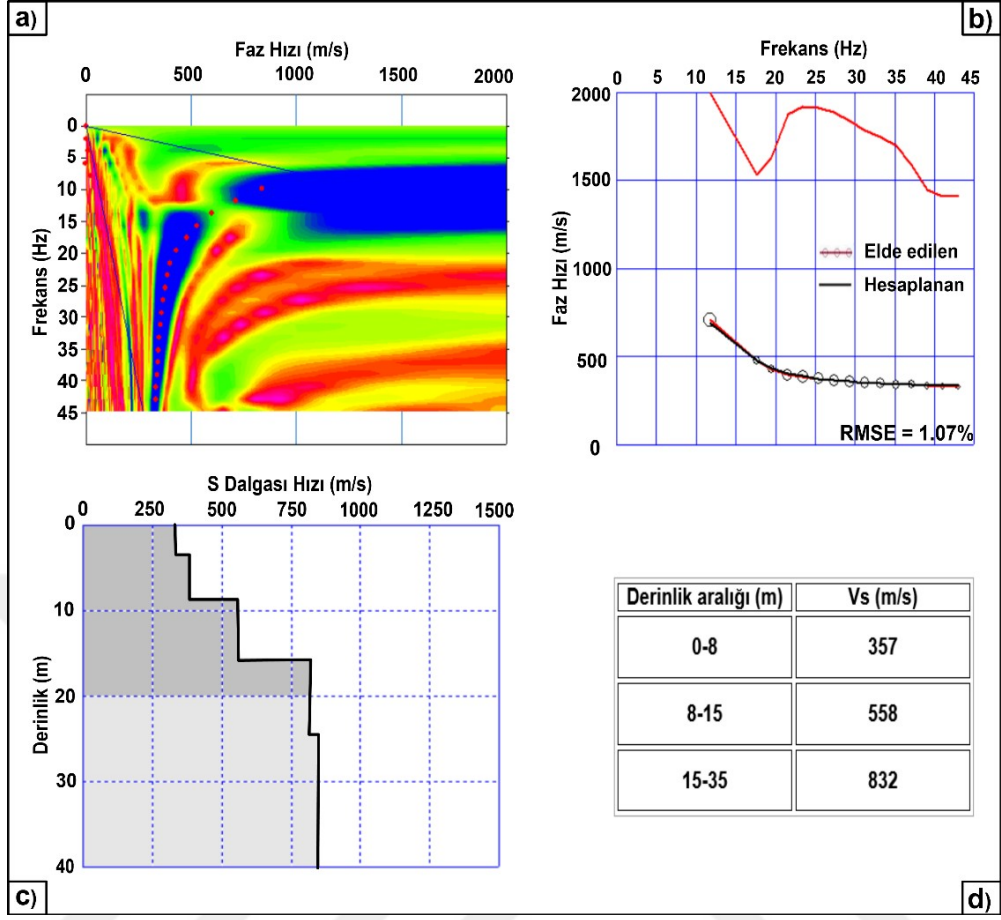 a)
Faz Hızı (m/s)
0 500 1000 1500 2000
Frekans (Hz)
0
5
10
15
20
25
30
35
40
45
b)
Frekans (Hz)
0 5 10 15 20 25 30 35 40 45
Faz Hızı (m/s)
2000
1500
1000
500
0
Elde edilen
Hesaplanan
RMSE = 1.07%
S Dalgası Hızı (m/s)
0 250 500 750 1000 1250 1500
Derinlik (m)
0
10
20
30
40
c)
Derinlik aralığı (m) Vs (m/s)
0-8 357
8-15 558
15-35 832
d)